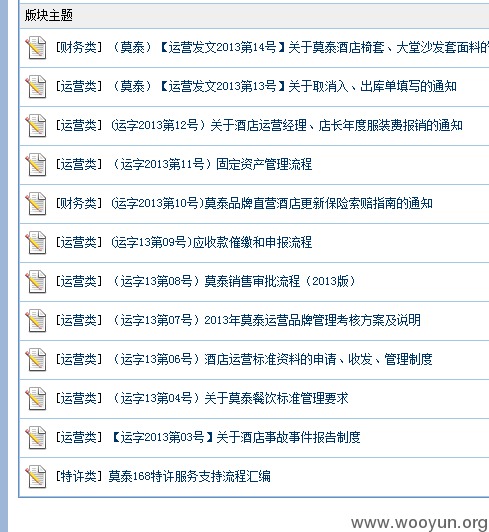 版块主题
[财务类] （莫泰）【运营发文2013第14号】关于莫泰酒店椅套、大堂沙发套面料的
[运营类] （莫泰）【运营发文2013第13号】关于取消入、出库单填写的通知
[运营类] (运字2013第12号）关于酒店运营经理、店长年度服装费报销的通知
[运营类] （运字2013第11号）固定资产管理流程
[财务类] (运字2013第10号)莫泰品牌直营酒店更新保险索赔指南的通知
[运营类] (运字13第09号)应收款催缴和申报流程
[运营类] （运字13第08号）莫泰销售审批流程（2013版）
[运营类] （运字13第07号）2013年莫泰运营品牌管理考核方案及说明
[运营类] （运字13第06号）酒店运营标准资料的申请、收发、管理制度
[运营类] （运字13第04号）关于莫泰餐饮标准管理要求
[运营类] 【运字2013第03号】关于酒店事故事件报告制度
[特许类] 莫泰168特许服务支持流程汇编
www.wooyun.org